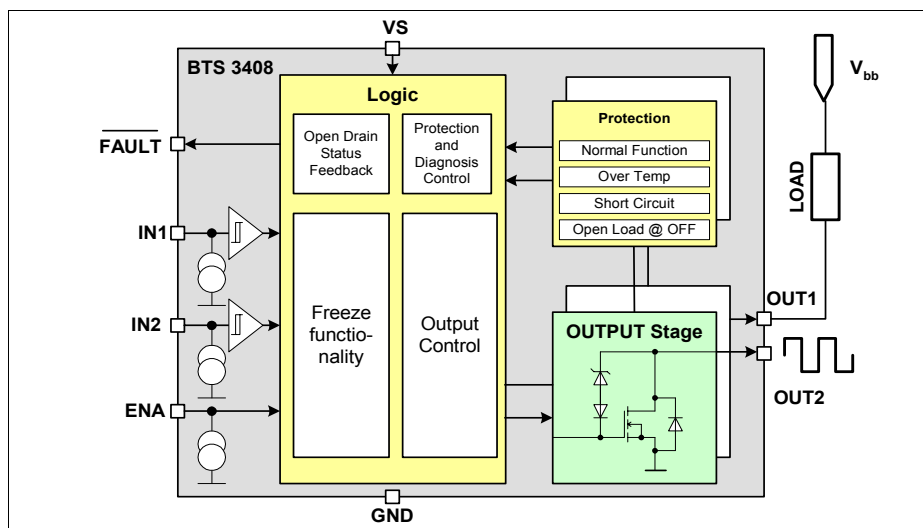 VS
BTS 3408
Logic
Open Drain
Status
Feedback
Protection
and
Diagnosis
Control
Protection
Normal Function
Over Temp
Short Circuit
Open Load @ OFF
V_bb
LOAD
FAULT
IN1
IN2
ENA
Freeze
functio-
nality
Output
Control
OUTPUT Stage
OUT1
OUT2
GND